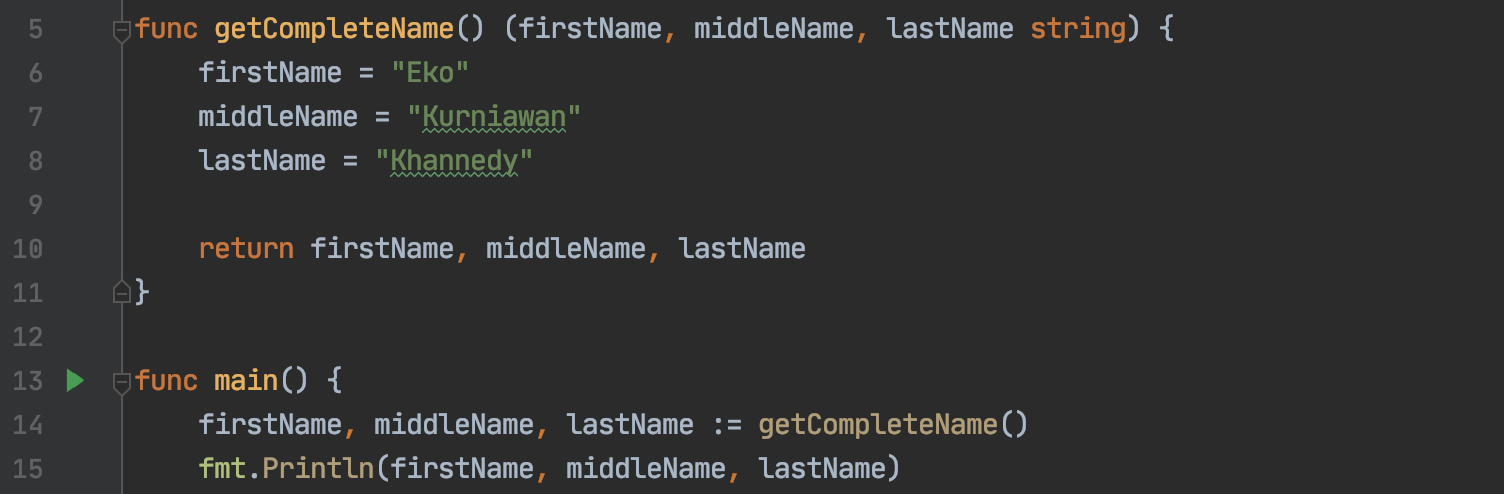 5 func getCompleteName() (firstName, middleName, lastName string) {
6     firstName = "Eko"
7     middleName = "Kurniawan"
8     lastName = "Khannedy"
9
10     return firstName, middleName, lastName
11 }
12
13 func main() {
14     firstName, middleName, lastName := getCompleteName()
15     fmt.Println(firstName, middleName, lastName)